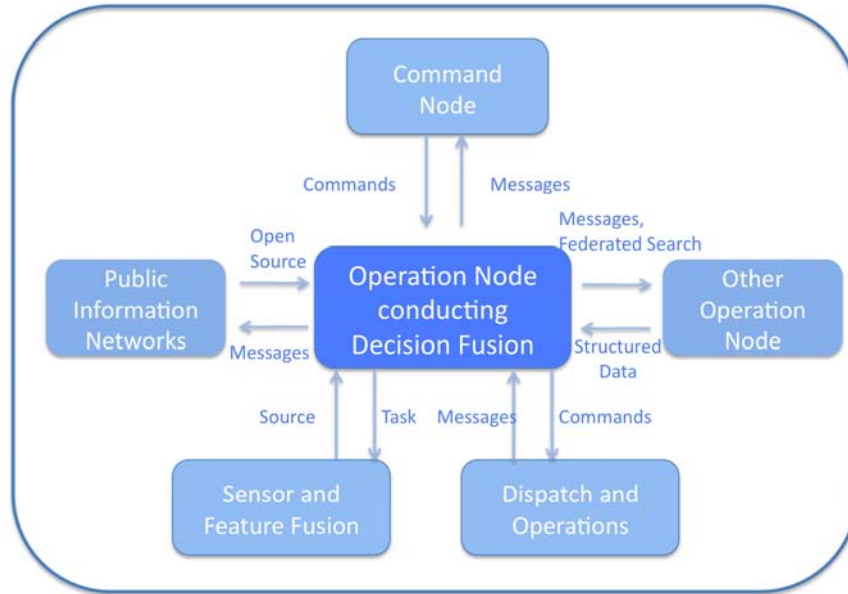 Command
Node
Commands
Messages
Messages,
Federated Search
Open
Source
Public
Information
Networks
Operation Node
conducting
Decision Fusion
Other
Operation
Node
Messages
Structured
Data
Source
Task
Messages
Commands
Sensor and
Feature Fusion
Dispatch and
Operations